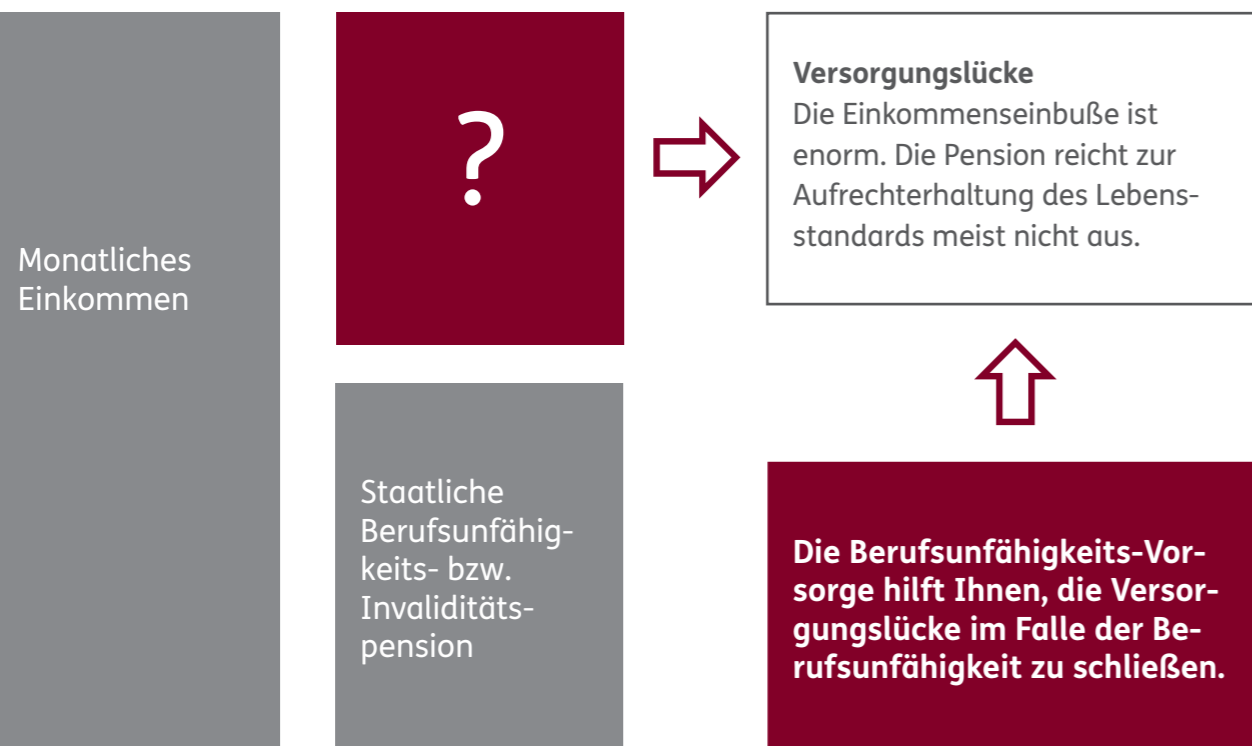 Monatliches
Einkommen
?
Staatliche
Berufsunfähig-
keits- bzw.
Invaliditäts-
pension
Versorgungslücke
Die Einkommenseinbuße ist
enorm. Die Pension reicht zur
Aufrechterhaltung des Lebens-
standards meist nicht aus.
Die Berufsunfähigkeits-Vor-
sorge hilft Ihnen, die Versor-
gungslücke im Falle der Be-
rufsunfähigkeit zu schließen.